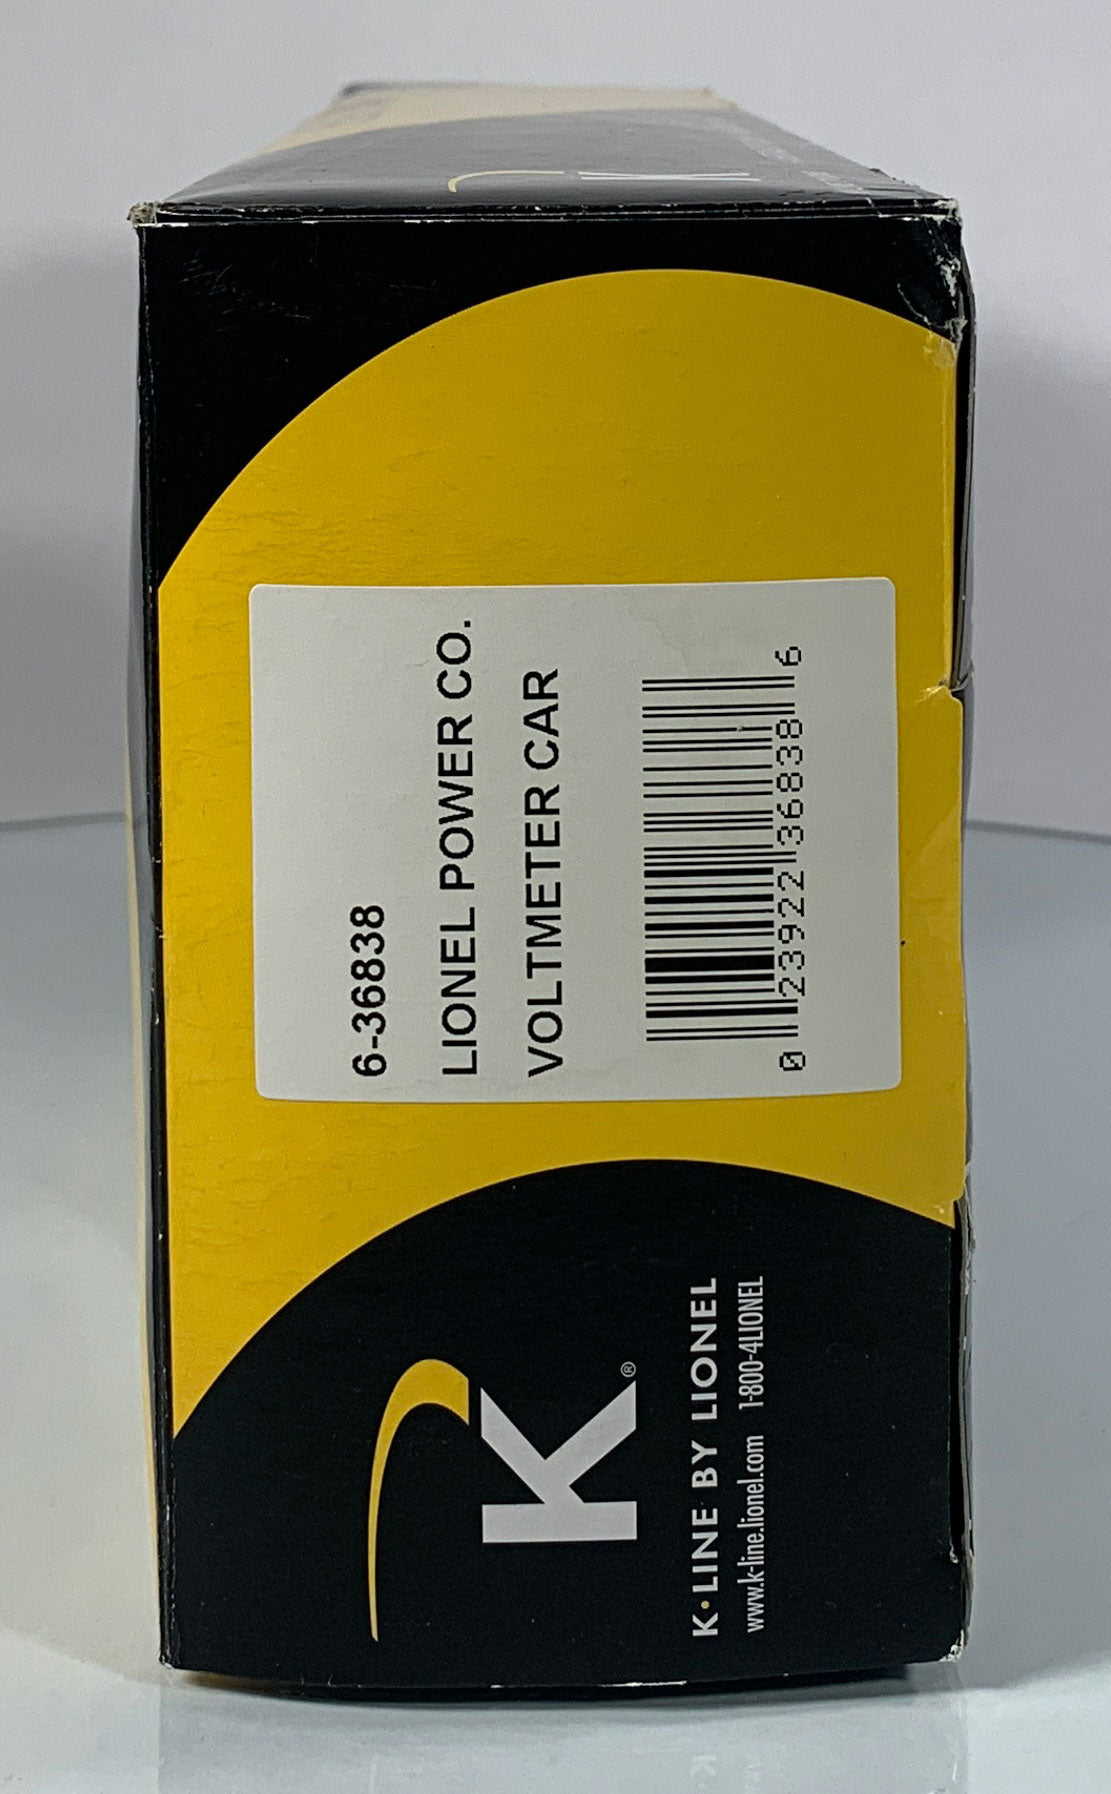 6-36838
LIONEL POWER CO.
VOLTMETER CAR
0 23922 36838 6
K®
K•LINE BY LIONEL
www.k-line.lionel.com 1-800-4LIONEL